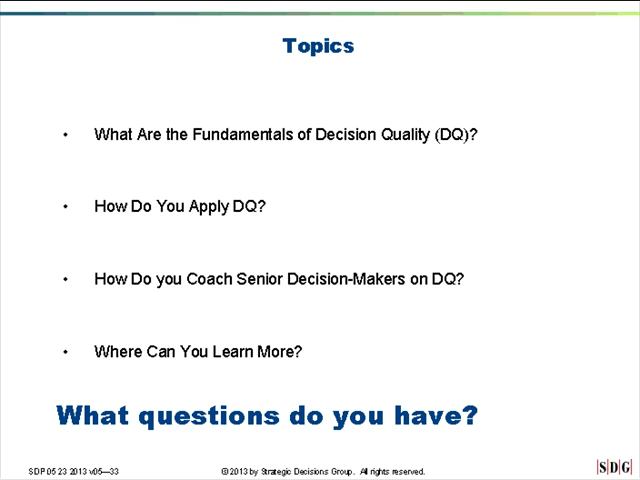 Topics
• What Are the Fundamentals of Decision Quality (DQ)?
• How Do You Apply DQ?
• How Do you Coach Senior Decision-Makers on DQ?
• Where Can You Learn More?
What questions do you have?
SDP 05 23 2013 v05—33 © 2013 by Strategic Decisions Group. All rights reserved. SDG